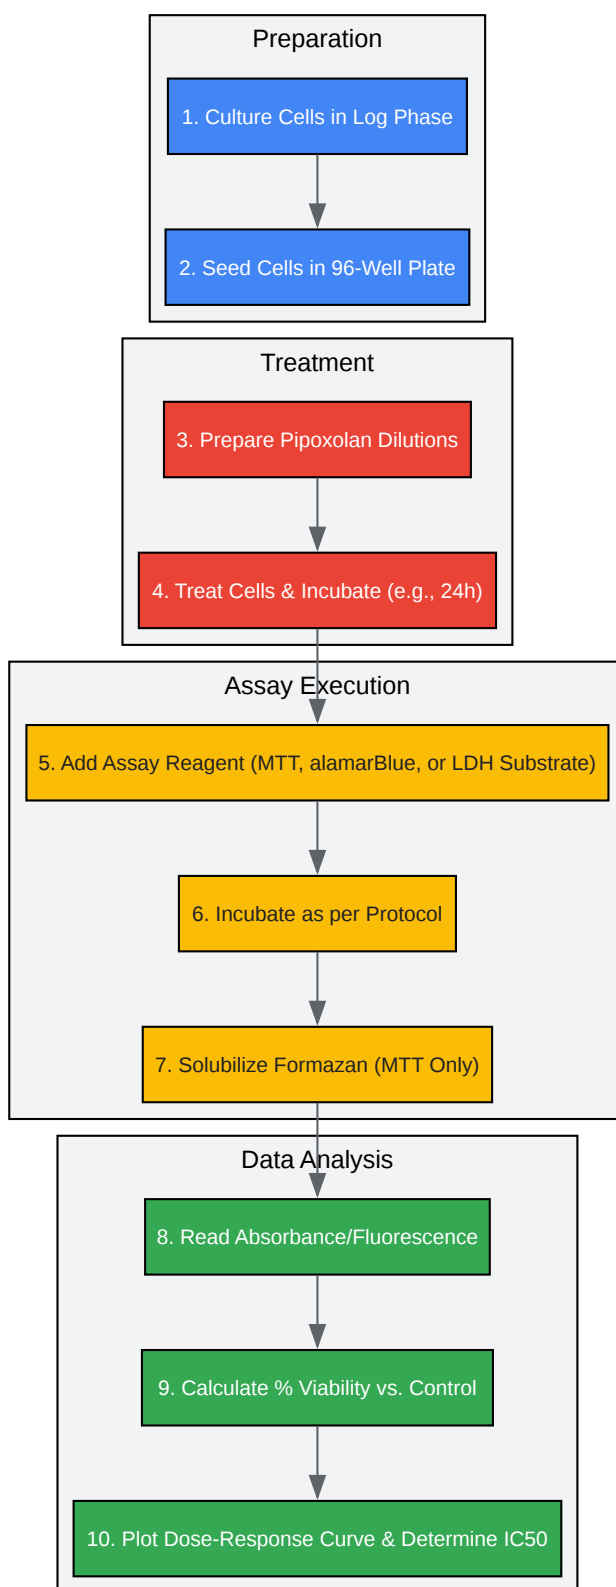 Preparation
1. Culture Cells in Log Phase
2. Seed Cells in 96-Well Plate
Treatment
3. Prepare Pipoxolan Dilutions
4. Treat Cells & Incubate (e.g., 24h)
Assay Execution
5. Add Assay Reagent (MTT, alamarBlue, or LDH Substrate)
6. Incubate as per Protocol
7. Solubilize Formazan (MTT Only)
Data Analysis
8. Read Absorbance/Fluorescence
9. Calculate % Viability vs. Control
10. Plot Dose-Response Curve & Determine IC50